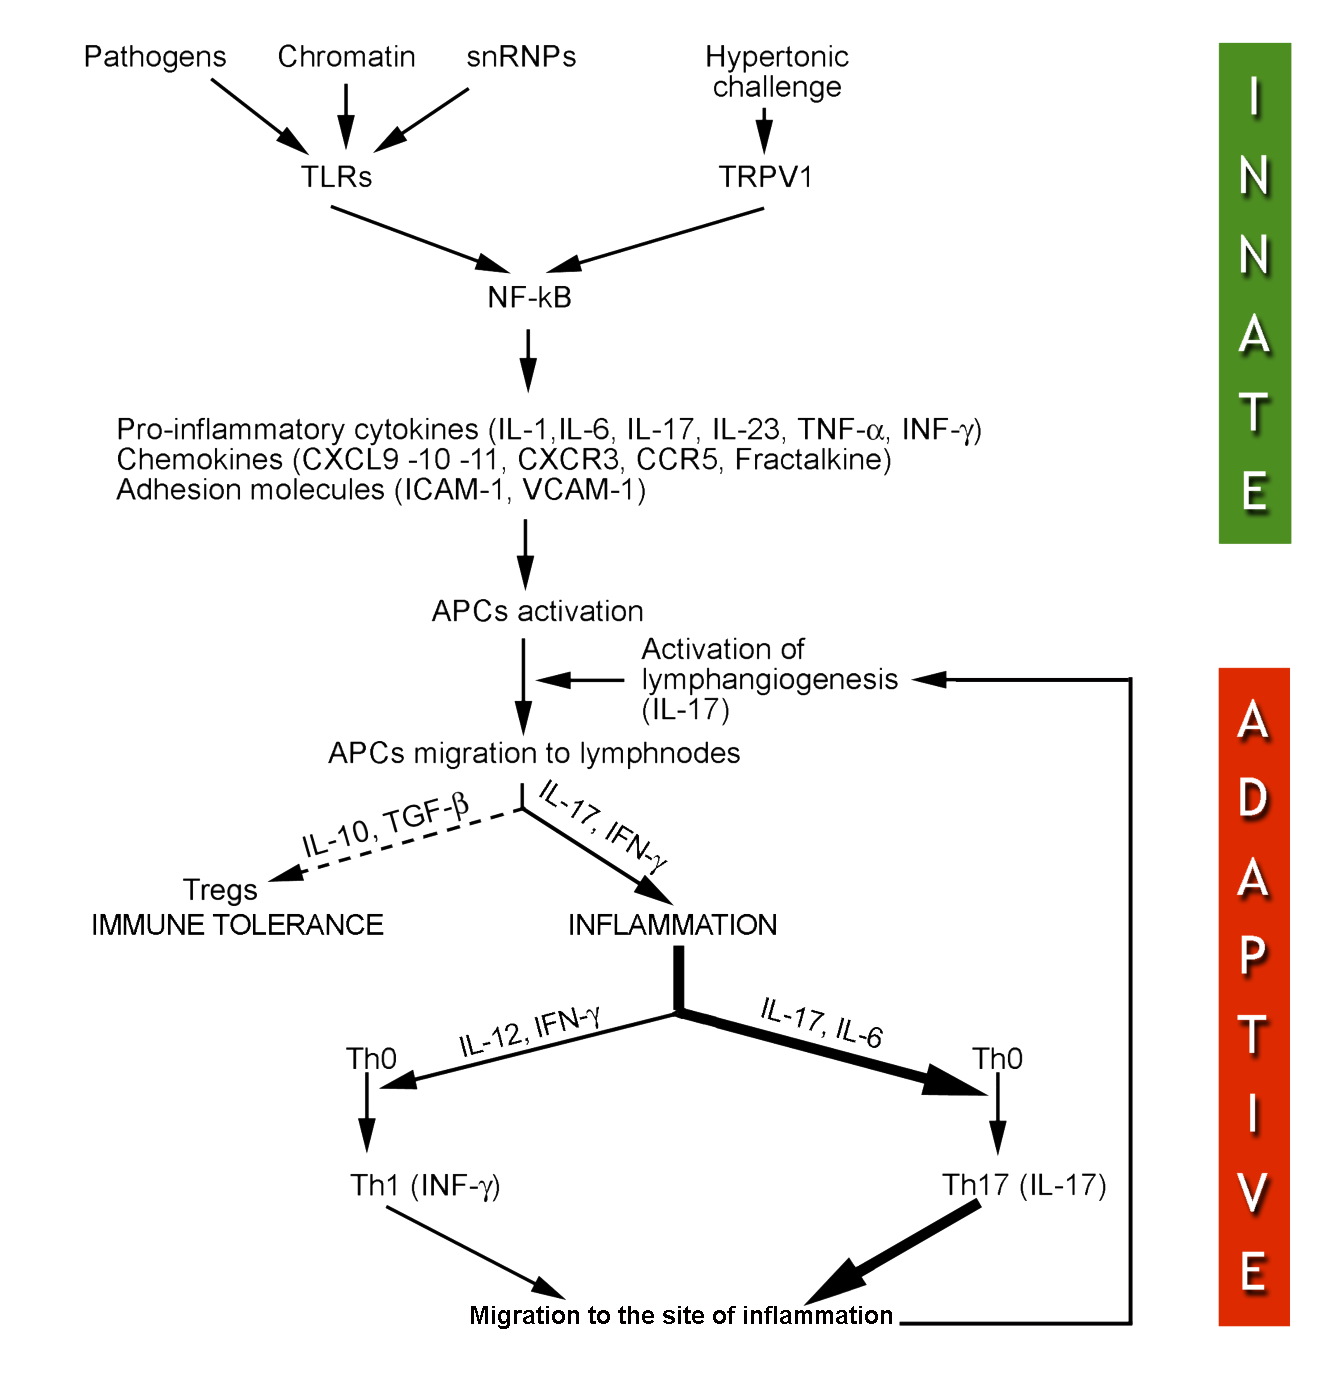 Pathogens
Chromatin
snRNPs
Hypertonic
challenge
TLRs
TRPV1
NF-kB
Pro-inflammatory cytokines (IL-1,IL-6, IL-17, IL-23, TNF-α, INF-γ)
Chemokines (CXCL9 -10 -11, CXCR3, CCR5, Fractalkine)
Adhesion molecules (ICAM-1, VCAM-1)
APCs activation
Activation of
lymphangiogenesis
(IL-17)
APCs migration to lymphnodes
IL-10, TGF-β
IL-17, IFN-γ
Tregs
IMMUNE TOLERANCE
INFLAMMATION
IL-12, IFN-γ
IL-17, IL-6
Th0
Th0
Th1 (INF-γ)
Th17 (IL-17)
Migration to the site of inflammation
INNATE
ADAPTIVE